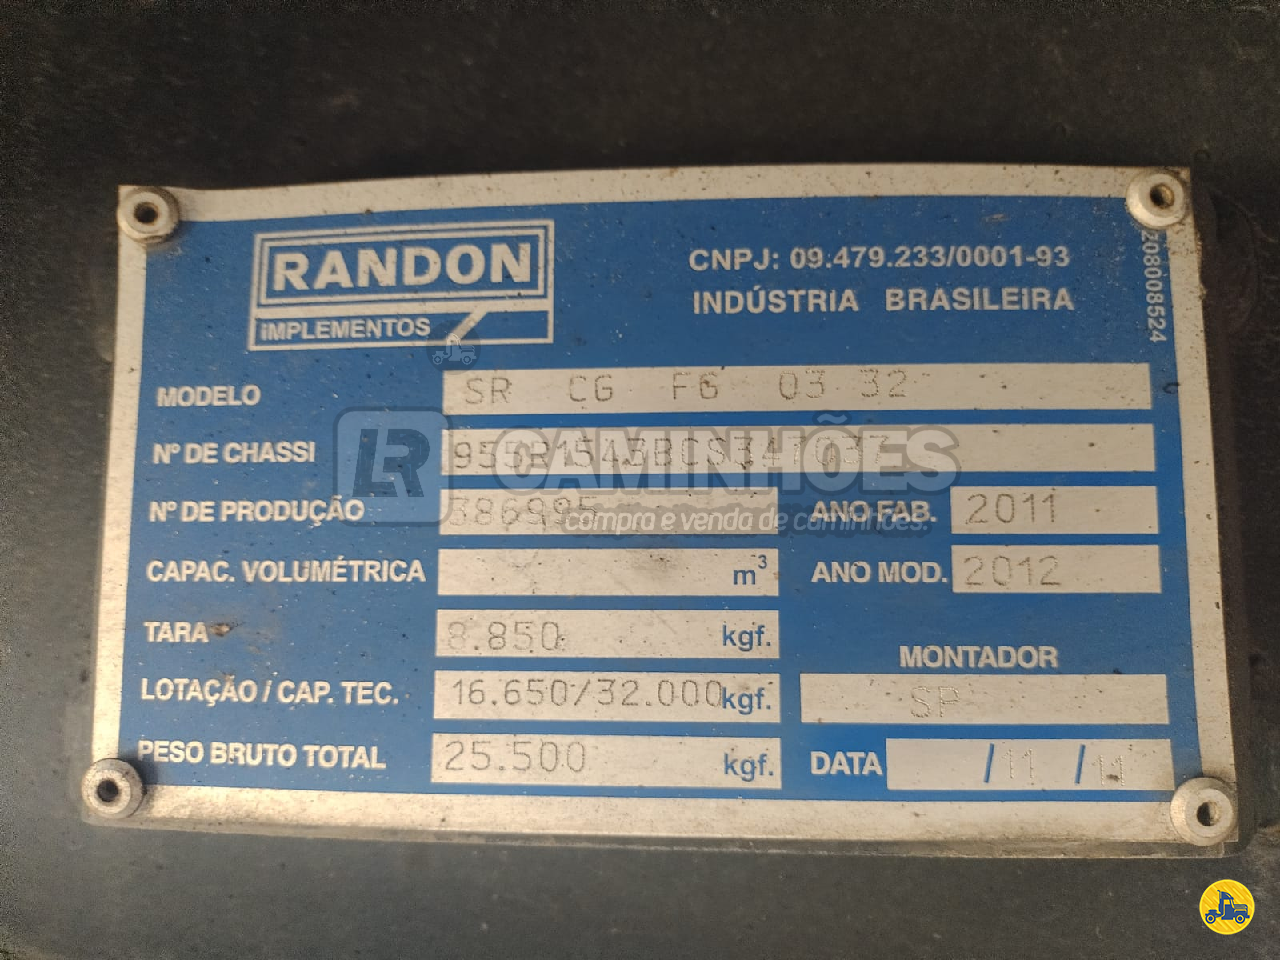 RANDON
IMPLEMENTOS
CNPJ: 09.479.233/0001-93
INDÚSTRIA BRASILEIRA
208008524
MODELO SR CG F6 03 32
Nº DE CHASSI
LR CAMINHÕES
compra e venda de caminhões.
Nº DE PRODUÇÃO 386995 ANO FAB. 2011
CAPAC. VOLUMÉTRICA m³ ANO MOD. 2012
TARA 8.850 kgf.
MONTADOR
LOTAÇÃO / CAP. TEC. 16.650/32.000 kgf. SP
PESO BRUTO TOTAL 25.500 kgf. DATA /11 /11